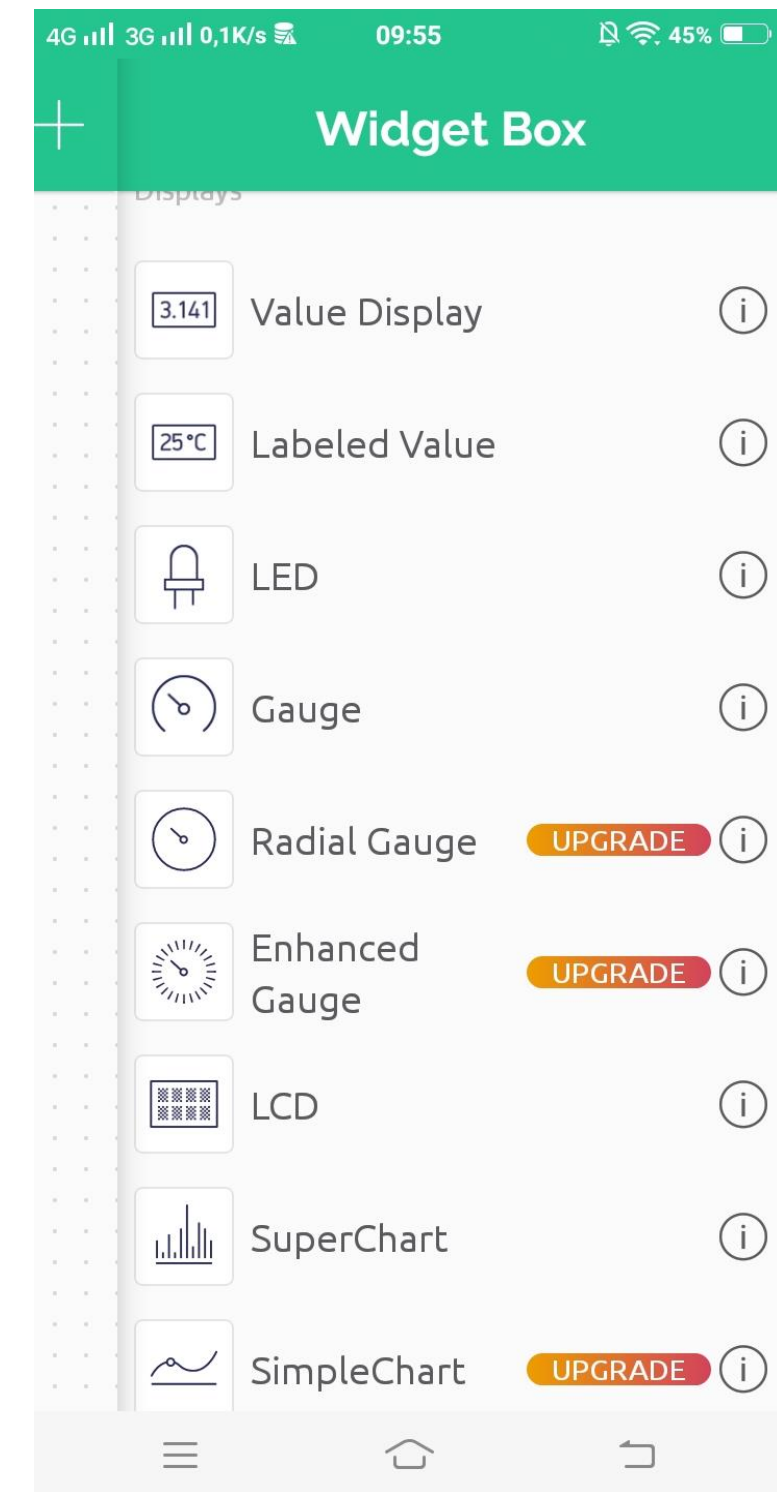 4G 3G 0,1K/s 09:55 45%
Widget Box
Displays
3.141 Value Display i
25°C Labeled Value i
LED i
Gauge i
Radial Gauge UPGRADE i
Enhanced
Gauge UPGRADE i
LCD i
SuperChart i
SimpleChart UPGRADE i